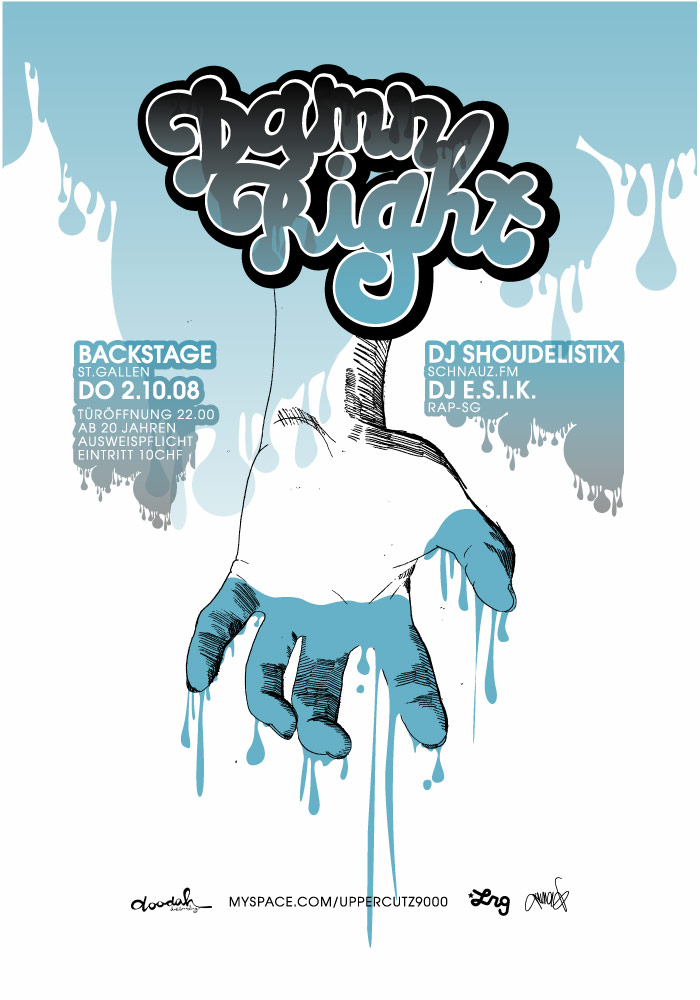 Damn
Right
BACKSTAGE
ST.GALLEN
DO 2.10.08
TÜRÖFFNUNG 22.00
AB 20 JAHREN
AUSWEISPFLICHT
EINTRITT 10CHF
DJ SHOUDELISTIX
SCHNAUZ.FM
DJ E.S.I.K.
RAP-SG
doodah
MYSPACE.COM/UPPERCUTZ9000
Lrg